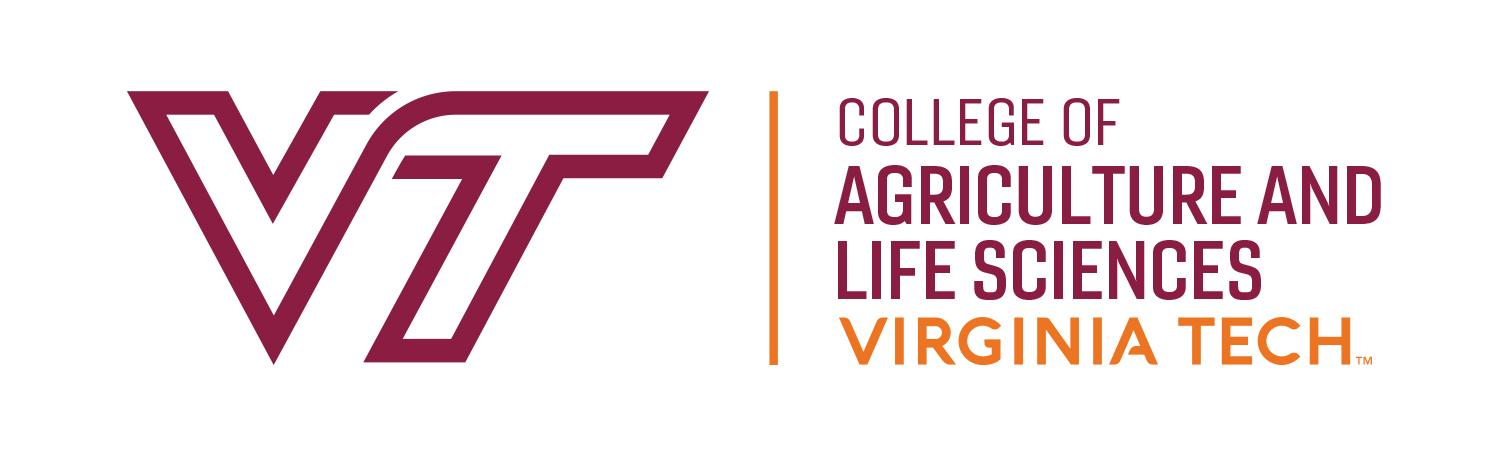 VT
COLLEGE OF
AGRICULTURE AND
LIFE SCIENCES
VIRGINIA TECH™